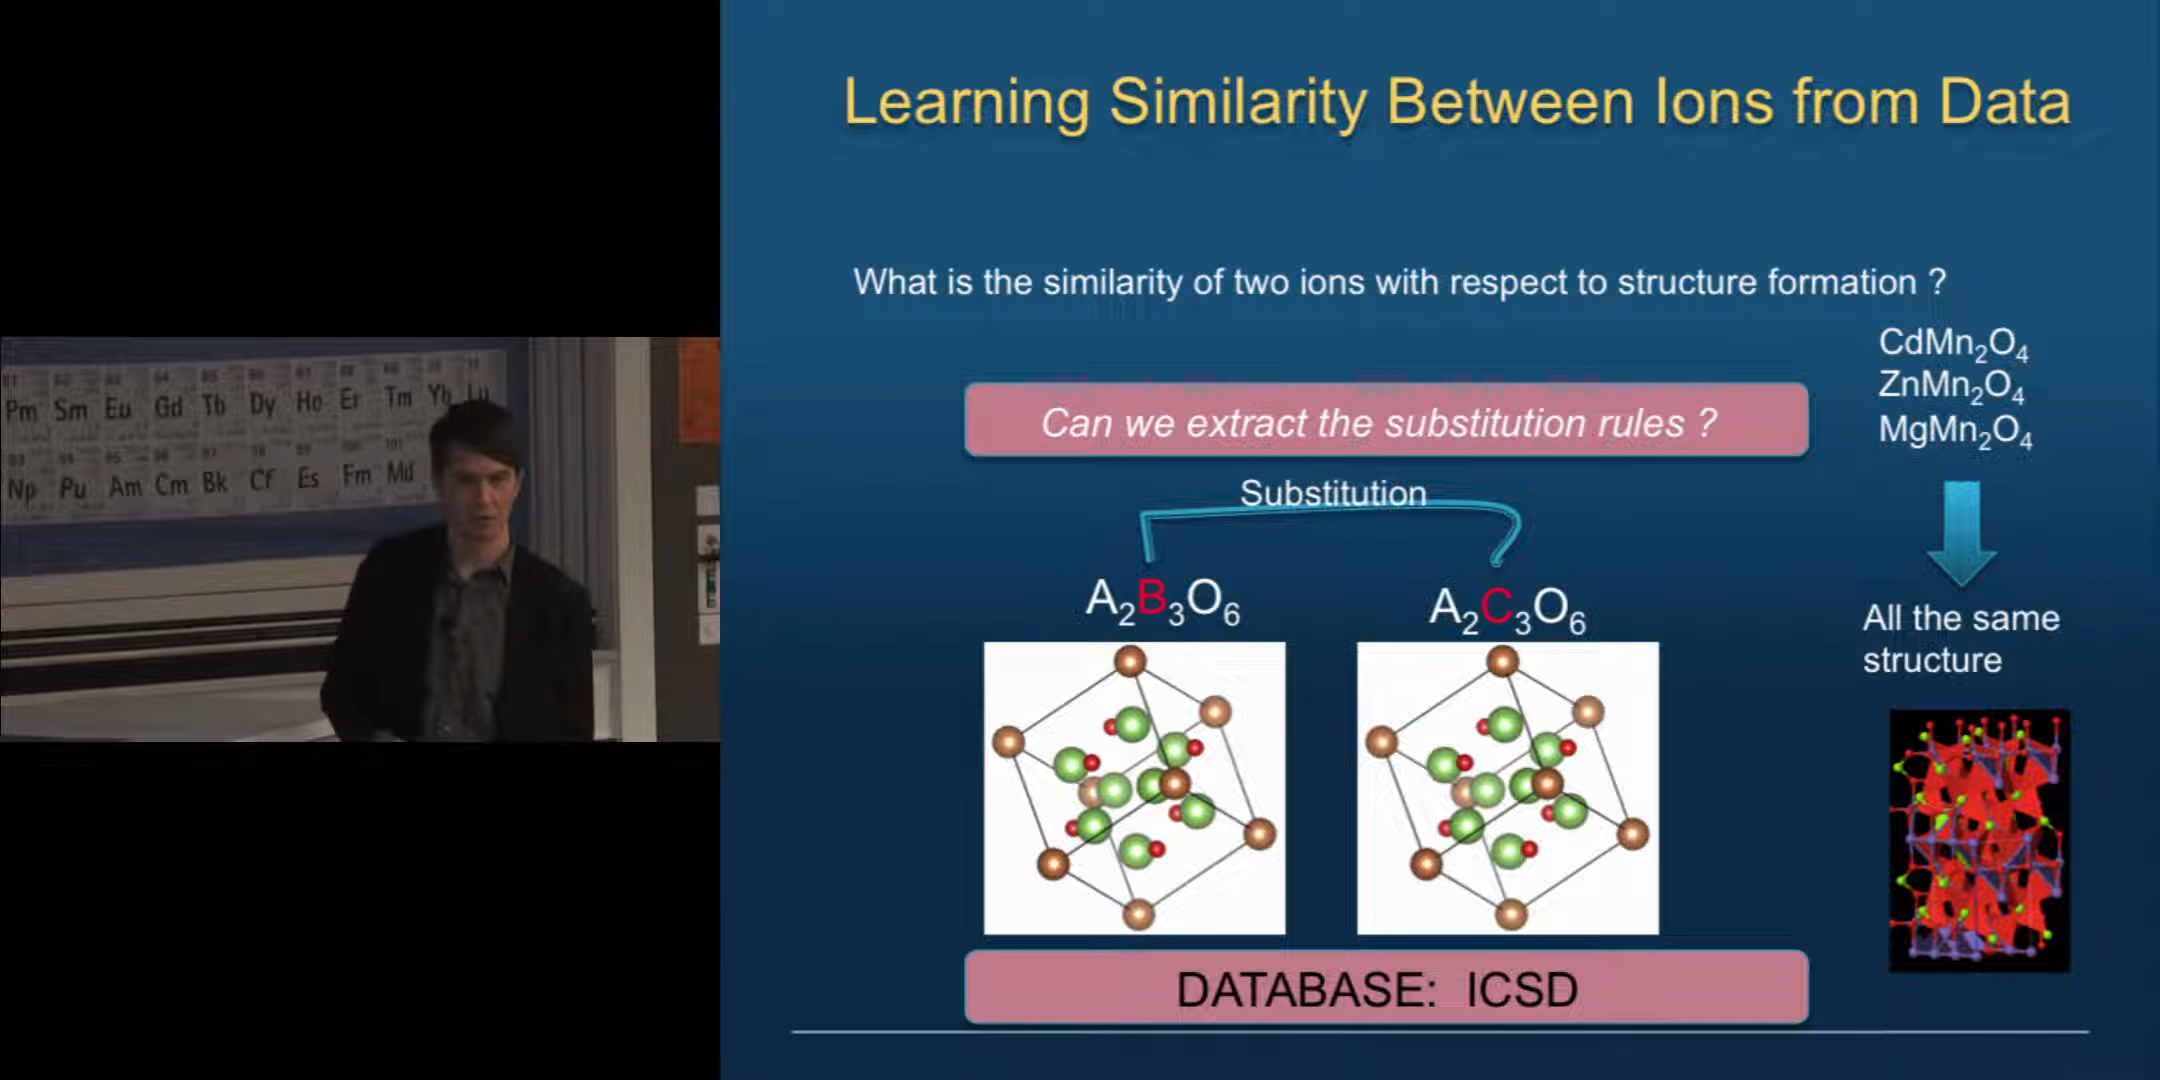 Learning Similarity Between Ions from Data
What is the similarity of two ions with respect to structure formation ?
CdMn₂O₄
ZnMn₂O₄
MgMn₂O₄
Can we extract the substitution rules ?
Substitution
A₂B₃O₆
A₂C₃O₆
All the same
structure
DATABASE: ICSD
Pm Sm Eu Gd Tb Dy Ho Er Tm Yb Lu
Np Pu Am Cm Bk Cf Es Fm Md